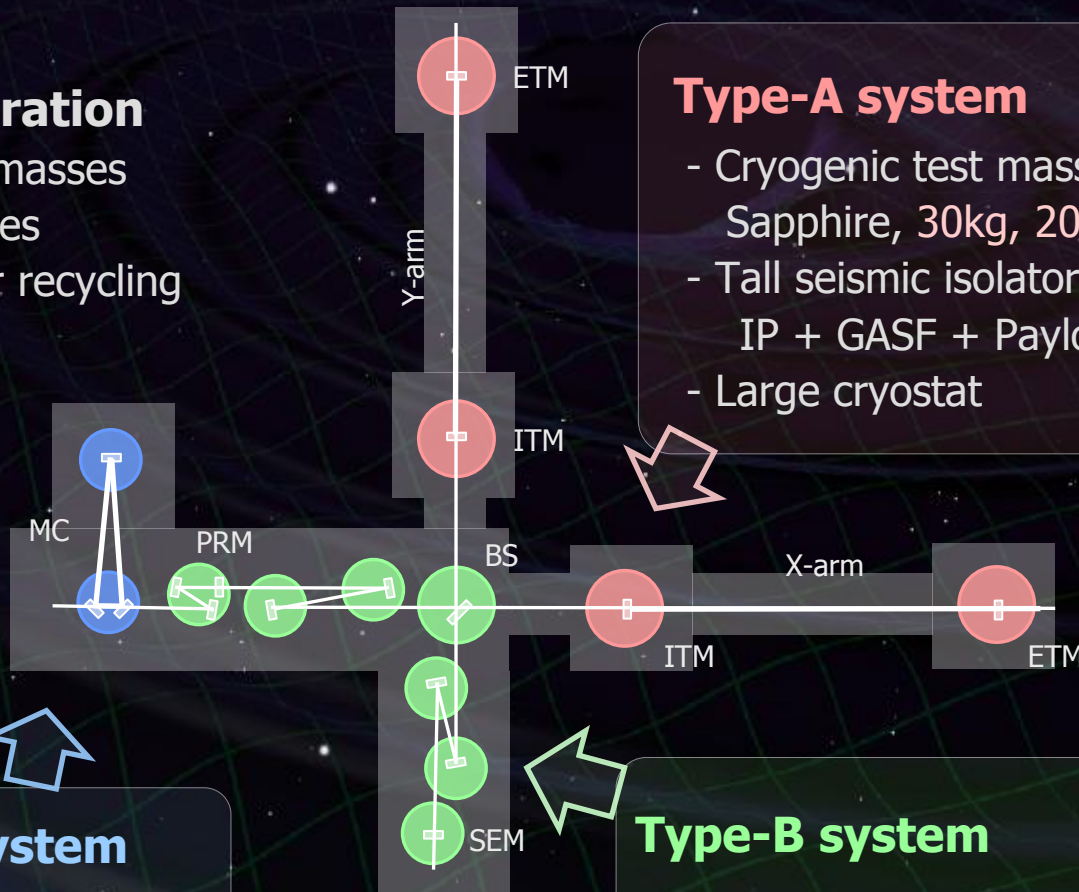 ration
masses
es
r recycling
Type-A system
- Cryogenic test mass
Sapphire, 30kg, 20
- Tall seismic isolator
IP + GASF + Paylo
- Large cryostat
ETM
Y-arm
ITM
MC
PRM
BS
X-arm
ITM
ETM
SEM
ystem
Type-B system